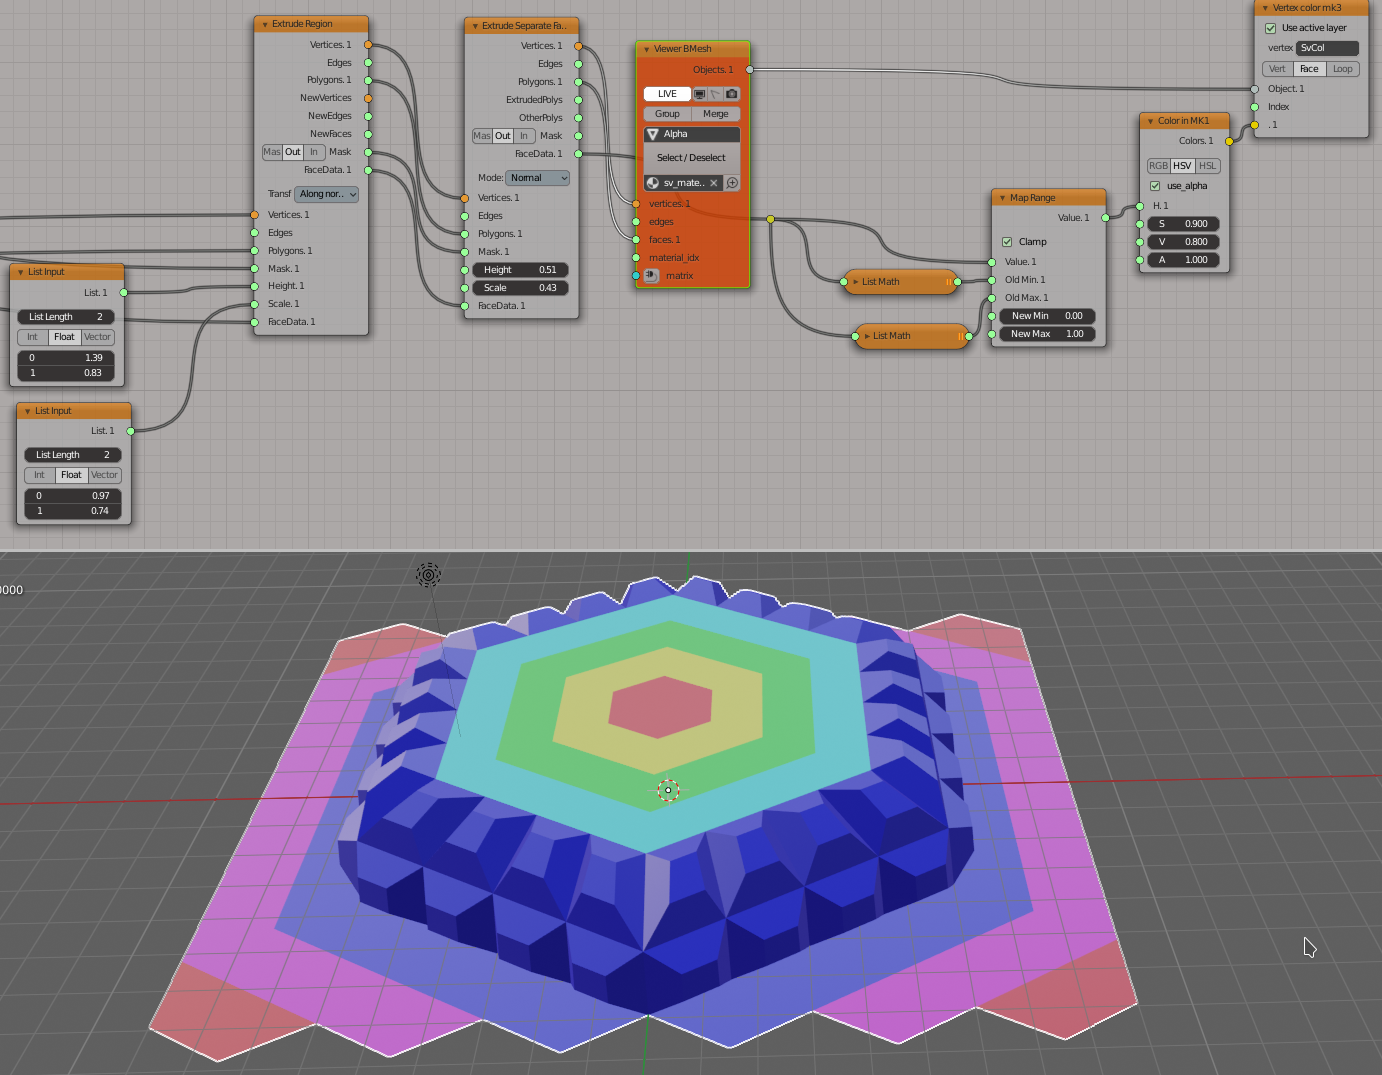 Extrude Region
Vertices. 1
Edges
Polygons. 1
NewVertices
NewEdges
NewFaces
Mas Out In Mask
FaceData. 1
Transf Along nor..
Vertices. 1
Edges
Polygons. 1
Mask. 1
Height. 1
Scale. 1
FaceData. 1
List Input
List. 1
List Length 2
Int Float Vector
0 1.39
1 0.83
List Input
List. 1
List Length 2
Int Float Vector
0 0.97
1 0.74
Extrude Separate Fa..
Vertices. 1
Edges
Polygons. 1
ExtrudedPolys
OtherPolys
Mas Out In Mask
FaceData. 1
Mode: Normal
Vertices. 1
Edges
Polygons. 1
Mask. 1
Height 0.51
Scale 0.43
FaceData. 1
Viewer BMesh
Objects. 1
LIVE
Group Merge
Alpha
Select / Deselect
sv_mate..
vertices. 1
edges
faces. 1
material_idx
matrix
List Math
List Math
Map Range
Value. 1
Clamp
Value. 1
Old Min. 1
Old Max. 1
New Min 0.00
New Max 1.00
Color in MK1
Colors. 1
RGB HSV HSL
use_alpha
H. 1
S 0.900
V 0.800
A 1.000
Vertex color mk3
Use active layer
vertex SvCol
Vert Face Loop
Object. 1
Index
. 1
0000